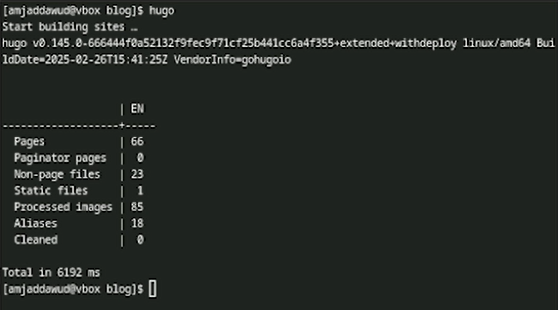 [amjaddawud@vbox blog]$ hugo
Start building sites …
hugo v0.145.0-666444f0a52132f9fec9f71cf25b441cc6a4f355+extended+withdeploy linux/amd64 Bui
ldDate=2025-02-26T15:41:25Z VendorInfo=gohugoio
| EN
-------------------+-----
Pages | 66
Paginator pages | 0
Non-page files | 23
Static files | 1
Processed images | 85
Aliases | 18
Cleaned | 0
Total in 6192 ms
[amjaddawud@vbox blog]$